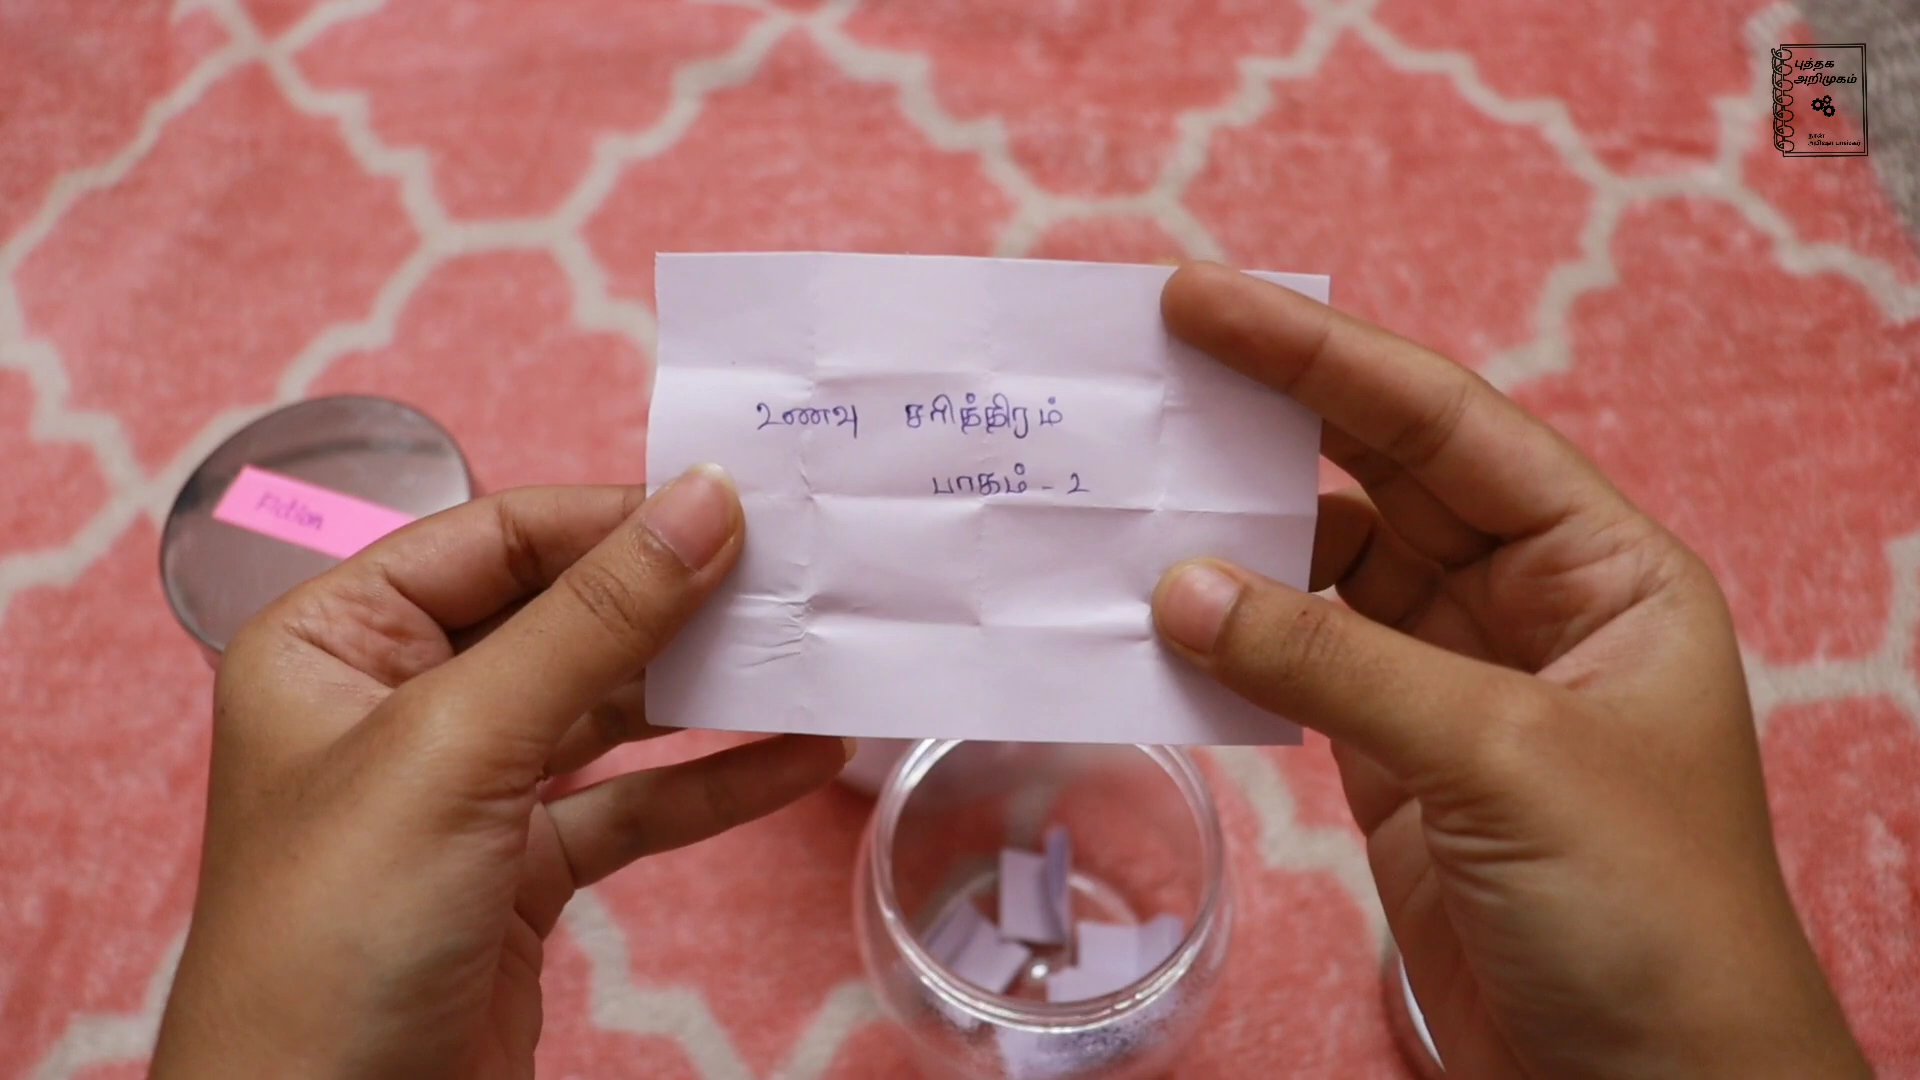 உணவு சரித்திரம்
பாகம் - 2
Fiction
புத்தக
அறிமுகம்
நான்